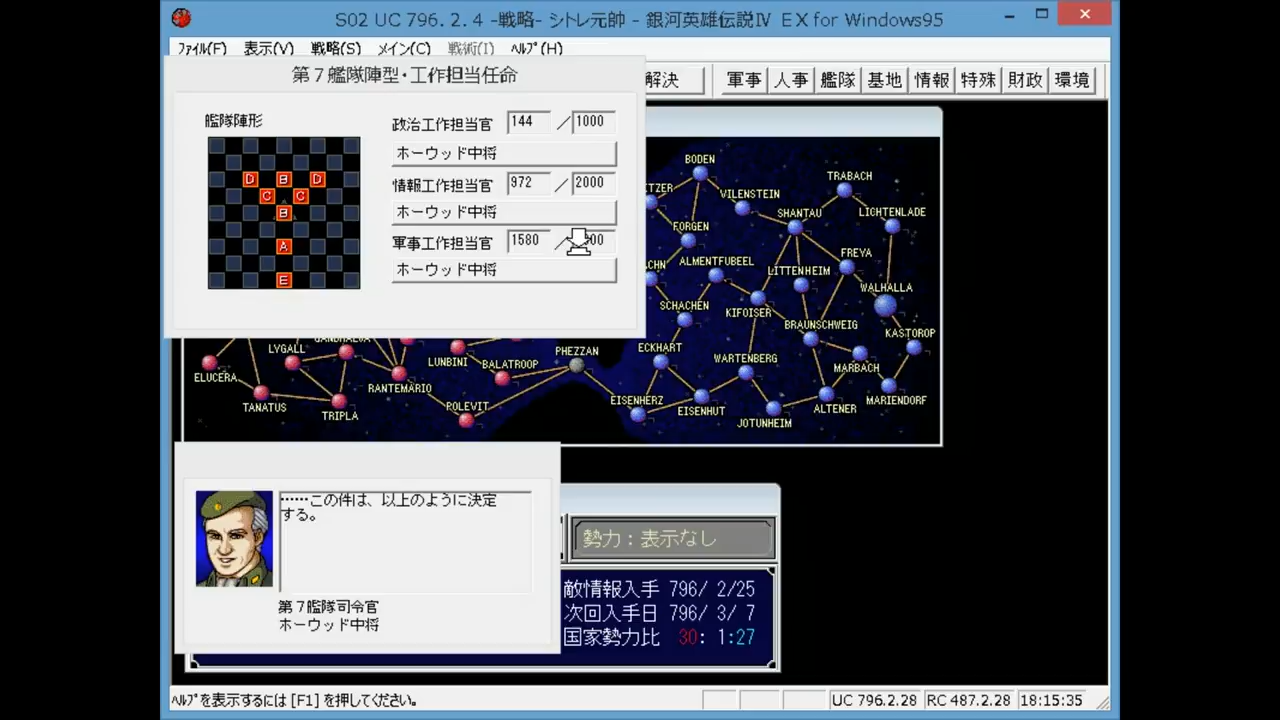 S02 UC 796. 2. 4 -戦略- シトレ元帥 - 銀河英雄伝説Ⅳ EX for Windows95
ﾌｧｲﾙ(F) 表示(V) 戦略(S) メイン(C) 戦術(I) ﾍﾙﾌﾟ(H)
解決 軍事 人事 艦隊 基地 情報 特殊 財政 環境
第７艦隊陣型・工作担当任命
艦隊陣形
D B D
C C
B
A
E
政治工作担当官 144 ／ 1000
ホーウッド中将
情報工作担当官 972 ／ 2000
ホーウッド中将
軍事工作担当官 1580 ／
ホーウッド中将
BODEN
TRABACH
VILENSTEIN
SHANTAU
LICHTENLADE
FORGEN
FREYA
ALMENTFUBEEL
LITTENHEIM
WALHALLA
SCHACHEN
KIFOISER
BRAUNSCHWEIG
KASTOROP
LYGALL
LUNBINI
BALATROOP
PHEZZAN
ECKHART
WARTENBERG
MARBACH
ELUCERA
RANTEMARIO
TANATUS
TRIPLA
ROLEVIT
EISENHERZ
EISENHUT
JOTUNHEIM
ALTENER
MARIENDORF
……この件は、以上のように決定
する。
第７艦隊司令官
ホーウッド中将
勢力：表示なし
敵情報入手 796/ 2/25
次回入手日 796/ 3/ 7
国家勢力比 30: 1:27
ﾍﾙﾌﾟを表示するには [F1] を押してください。
UC 796.2.28 RC 487.2.28 18:15:35